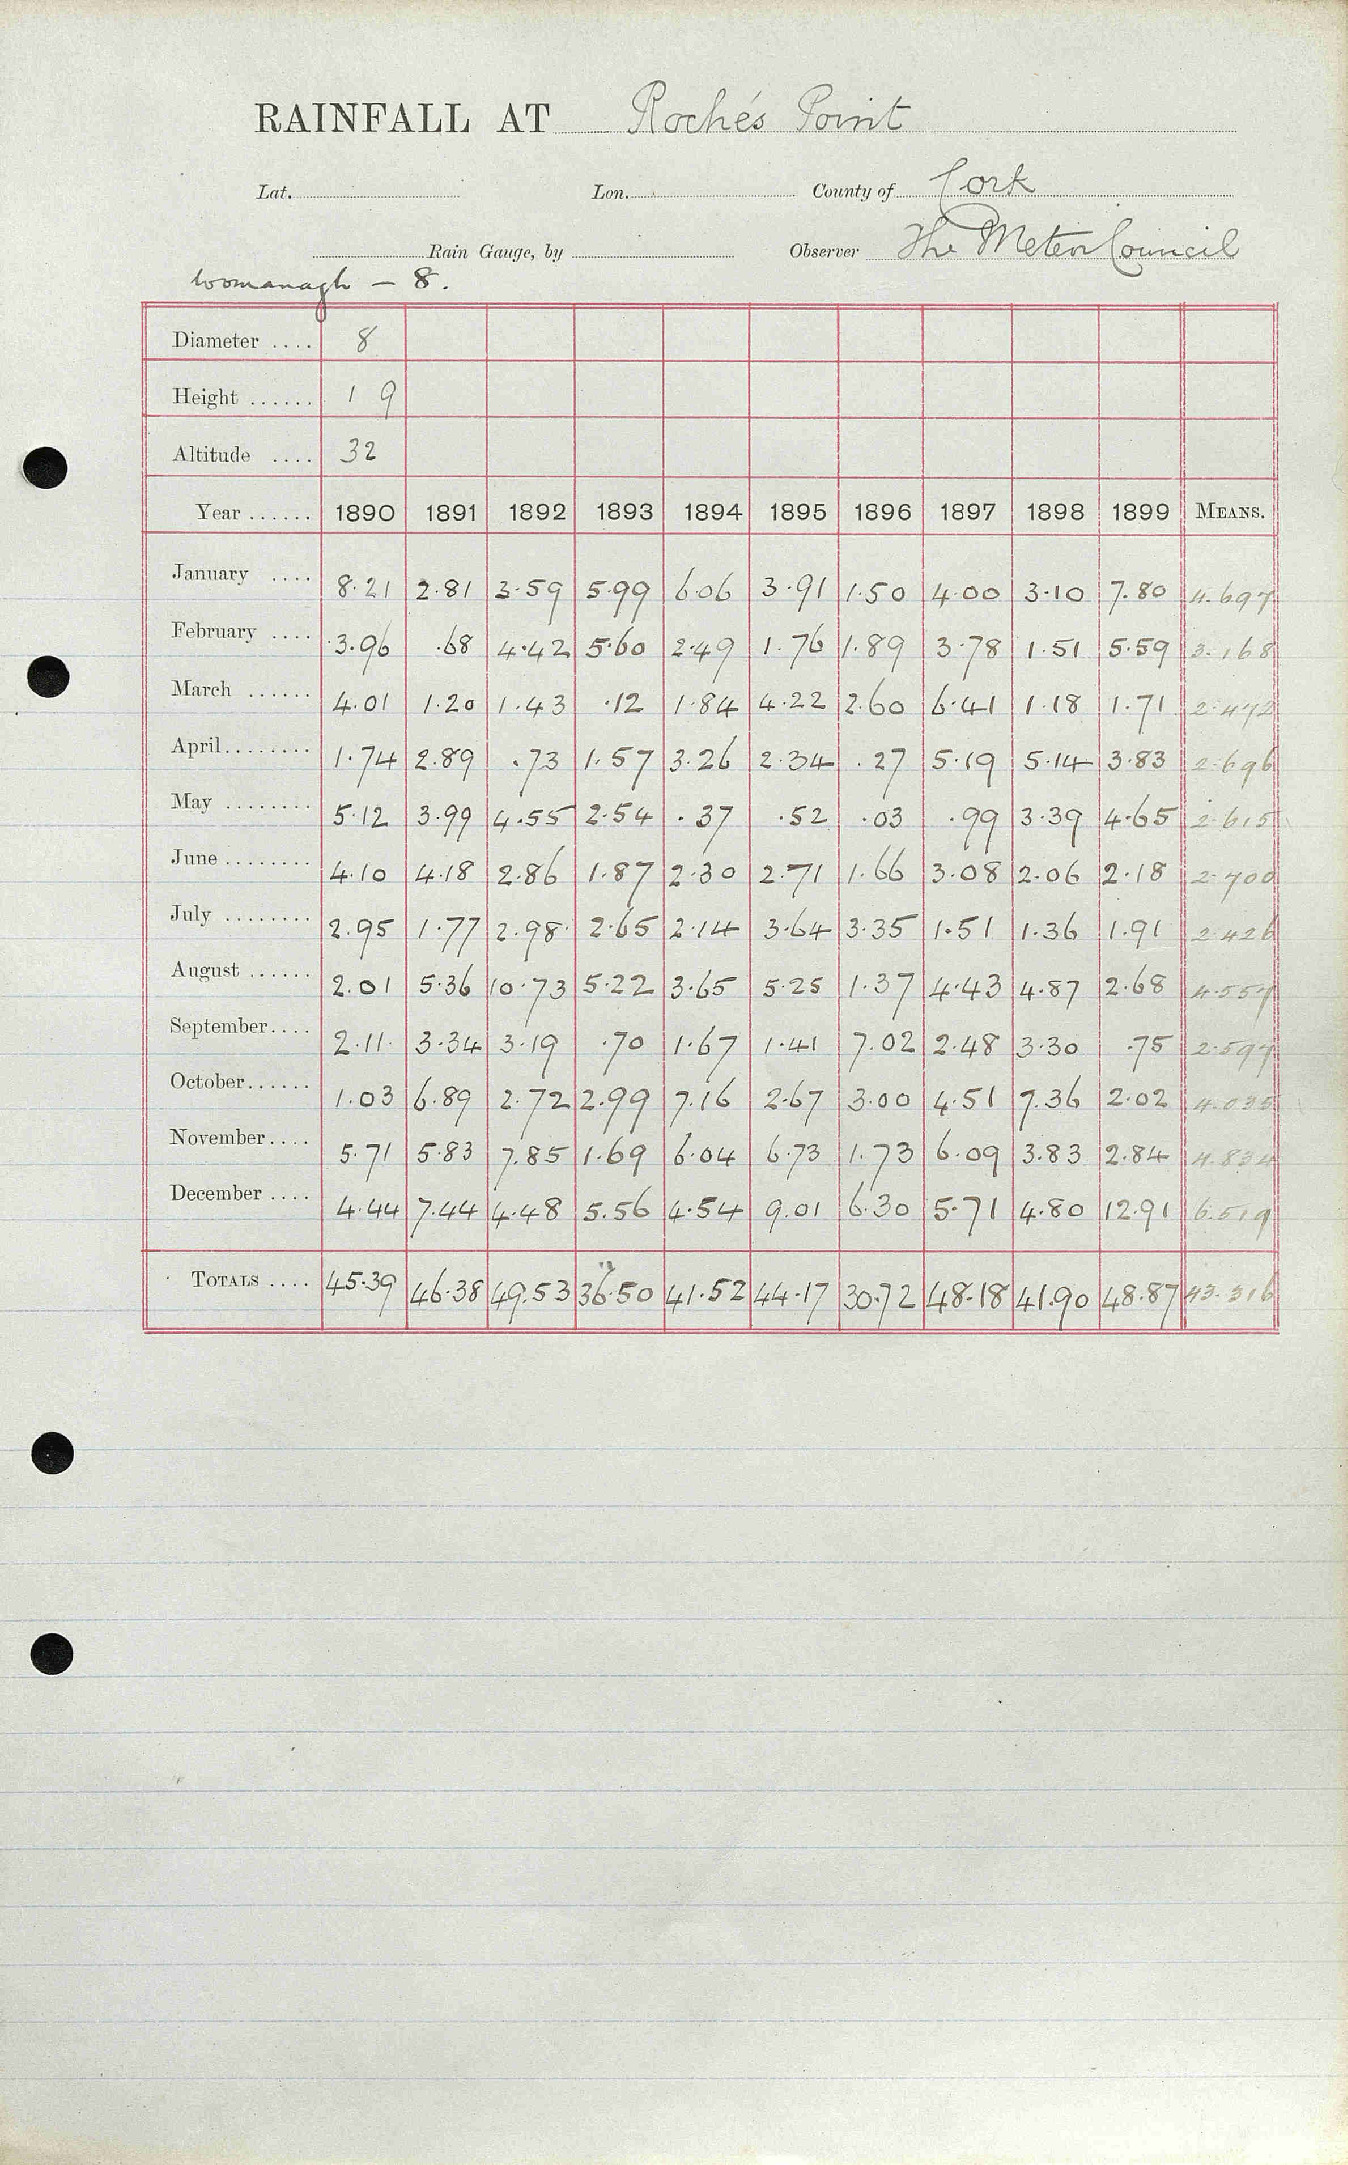 RAINFALL AT Roche's Point
Lat. Lon. County of Cork
Rain Gauge, by Observer The Meteor Council
Womanagh – 8.
Diameter .... 8
Height ...... 1 9
Altitude .... 32
Year ...... 1890 1891 1892 1893 1894 1895 1896 1897 1898 1899 MEANS.
January .... 8.21 2.81 3.59 5.99 6.06 3.91 1.50 4.00 3.10 7.80 4.697
February .... 3.96 .68 4.42 5.60 2.49 1.76 1.89 3.78 1.51 5.59 3.168
March ...... 4.01 1.20 1.43 .12 1.84 4.22 2.60 6.41 1.18 1.71 2.472
April........ 1.74 2.89 .73 1.57 3.26 2.34 .27 5.19 5.14 3.83 2.696
May ........ 5.12 3.99 4.55 2.54 .37 .52 .03 .99 3.39 4.65 2.615
June ........ 4.10 4.18 2.86 1.87 2.30 2.71 1.66 3.08 2.06 2.18 2.700
July ........ 2.95 1.77 2.98 2.65 2.14 3.64 3.35 1.51 1.36 1.91 2.426
August ...... 2.01 5.36 10.73 5.22 3.65 5.25 1.37 4.43 4.87 2.68 4.557
September.... 2.11 3.34 3.19 .70 1.67 1.41 7.02 2.48 3.30 .75 2.597
October...... 1.03 6.89 2.72 2.99 7.16 2.67 3.00 4.51 7.36 2.02 4.035
November.... 5.71 5.83 7.85 1.69 6.04 6.73 1.73 6.09 3.83 2.84 4.834
December .... 4.44 7.44 4.48 5.56 4.54 9.01 6.30 5.71 4.80 12.91 6.519
TOTALS .... 45.39 46.38 49.53 36.50 41.52 44.17 30.72 48.18 41.90 48.87 43.316